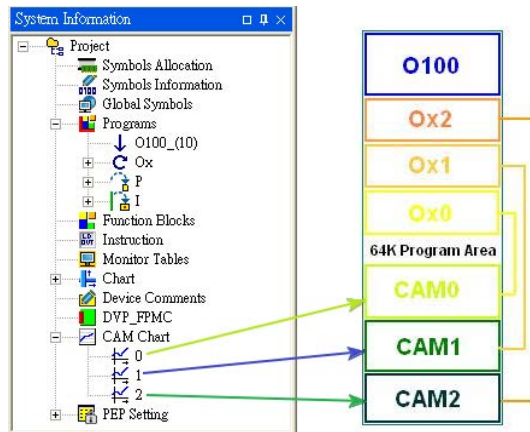 System Information
Project
Symbols Allocation
Symbols Information
Global Symbols
Programs
O100_(10)
Ox
P
I
Function Blocks
Instruction
Monitor Tables
Chart
Device Comments
DVP_FPMC
CAM Chart
0
1
2
PEP Setting
O100
Ox2
Ox1
Ox0
64K Program Area
CAM0
CAM1
CAM2